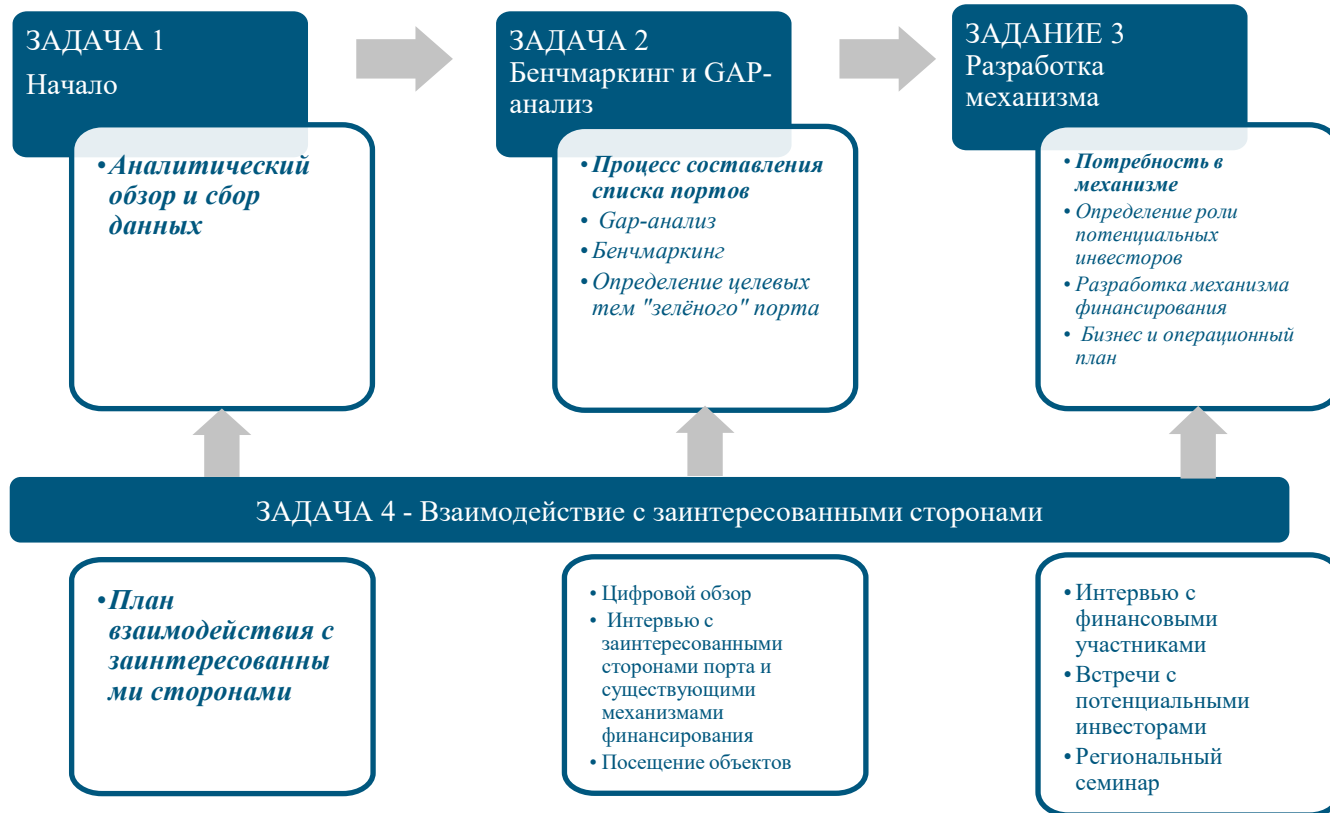 ЗАДАЧА 1
Начало
• Аналитический
обзор и сбор
данных
ЗАДАЧА 2
Бенчмаркинг и GAP-
анализ
• Процесс составления
списка портов
• Gap-анализ
• Бенчмаркинг
• Определение целевых
тем "зелёного" порта
ЗАДАНИЕ 3
Разработка
механизма
• Потребность в
механизме
• Определение роли
потенциальных
инвесторов
• Разработка механизма
финансирования
• Бизнес и операционный
план
ЗАДАЧА 4 - Взаимодействие с заинтересованными сторонами
• План
взаимодействия с
заинтересованны
ми сторонами
• Цифровой обзор
• Интервью с
заинтересованными
сторонами порта и
существующими
механизмами
финансирования
• Посещение объектов
• Интервью с
финансовыми
участниками
• Встречи с
потенциальными
инвесторами
• Региональный
семинар